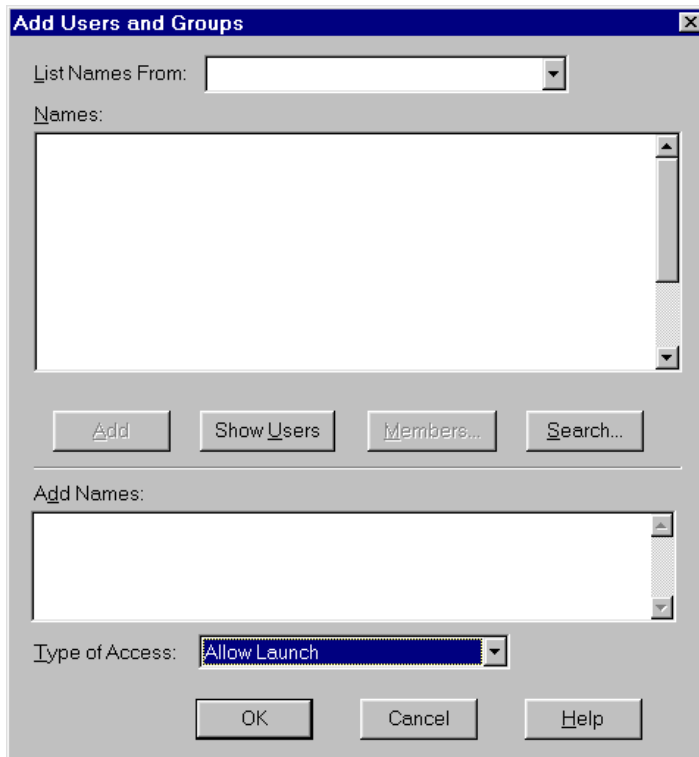 Add Users and Groups
List Names From:
Names:
Add Show Users Members... Search...
Add Names:
Type of Access: Allow Launch
OK Cancel Help